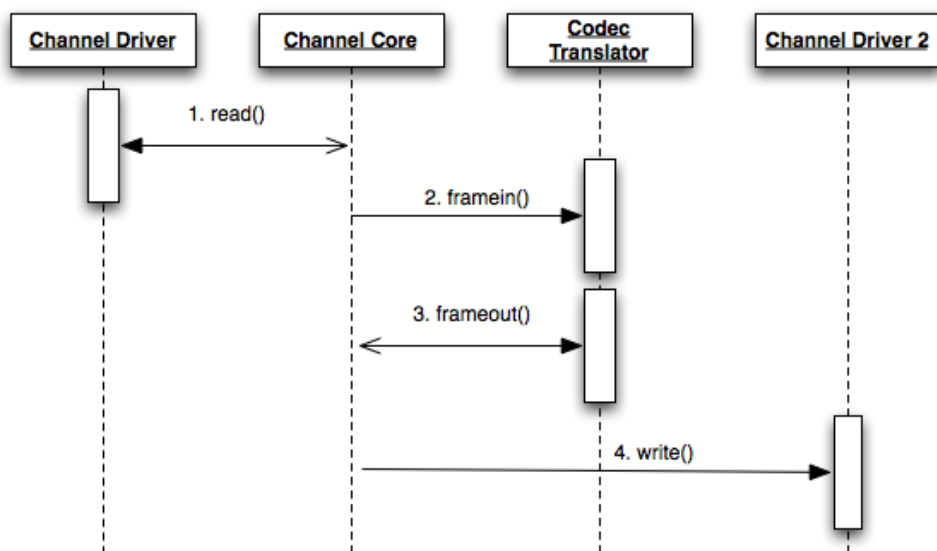 Channel Driver
Channel Core
Codec
Translator
Channel Driver 2
1. read()
2. framein()
3. frameout()
4. write()